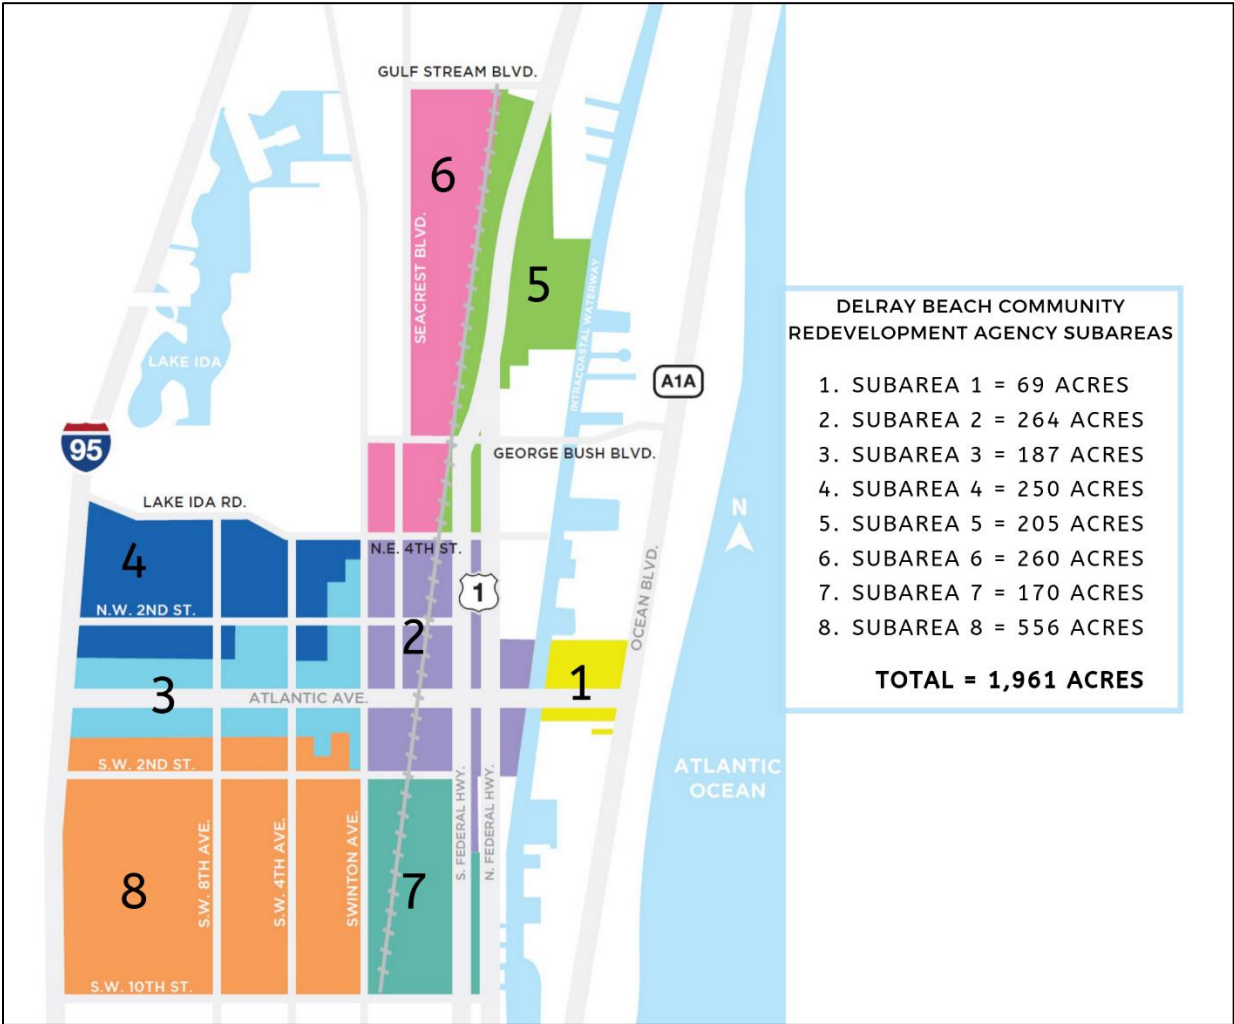 GULF STREAM BLVD.
6
SEACREST BLVD.
5
INTRACOASTAL WATERWAY
LAKE IDA
A1A
95
GEORGE BUSH BLVD.
LAKE IDA RD.
N
4
N.E. 4TH ST.
1
N.W. 2ND ST.
2
OCEAN BLVD.
3
ATLANTIC AVE.
1
S.W. 2ND ST.
ATLANTIC
OCEAN
S. FEDERAL HWY.
N. FEDERAL HWY.
8
S.W. 8TH AVE.
S.W. 4TH AVE.
SWINTON AVE.
7
S.W. 10TH ST.
DELRAY BEACH COMMUNITY
REDEVELOPMENT AGENCY SUBAREAS
1. SUBAREA 1 = 69 ACRES
2. SUBAREA 2 = 264 ACRES
3. SUBAREA 3 = 187 ACRES
4. SUBAREA 4 = 250 ACRES
5. SUBAREA 5 = 205 ACRES
6. SUBAREA 6 = 260 ACRES
7. SUBAREA 7 = 170 ACRES
8. SUBAREA 8 = 556 ACRES
TOTAL = 1,961 ACRES